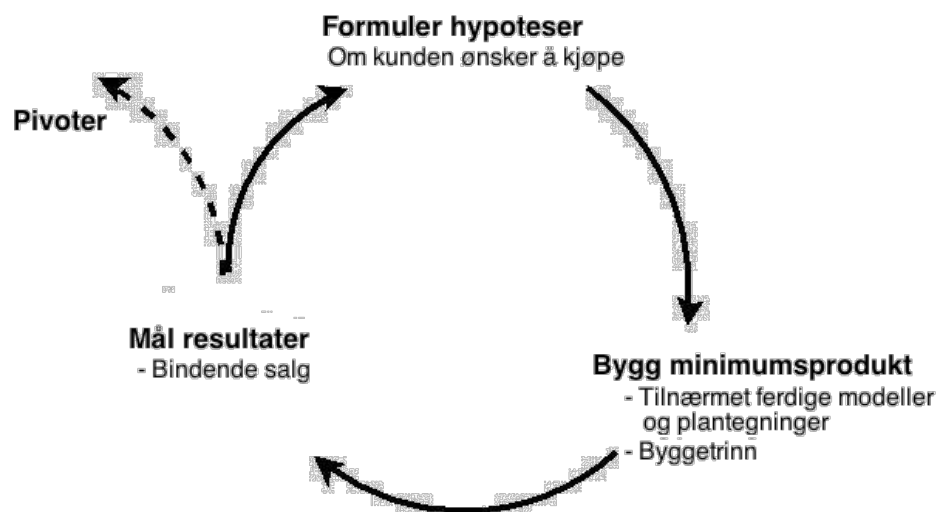 Formuler hypoteser
Om kunden ønsker å kjøpe
Pivoter
Mål resultater
- Bindende salg
Bygg minimumsprodukt
- Tilnærmet ferdige modeller
og plantegninger
- Byggetrinn